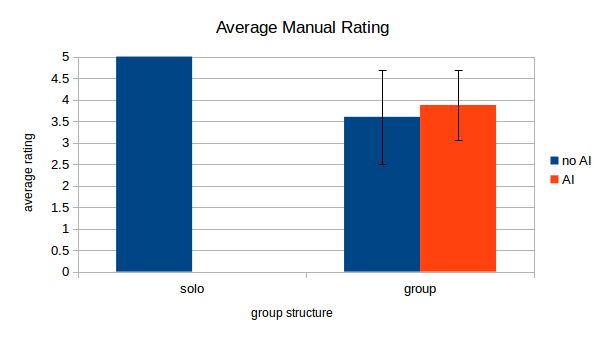 Average Manual Rating
5
4.5
4
3.5
3
2.5
2
1.5
1
0.5
0
average rating
solo
group
group structure
no AI
AI